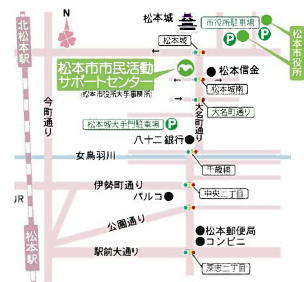 松本城
市役所駐車場
P
P
松本市役所
北松本駅
N
松本城
松本市市民活動
サポートセンター
(松本市役所大手事務所)
松本信金
松本城南
今町通り
大名町通り
大名町通り
松本城大手門駐車場
P
八十二銀行
女鳥羽川
千歳橋
伊勢町通り
中央二丁目
パルコ
JR
公園通り
松本郵便局
コンビニ
松本駅
駅前大通り
深志二丁目